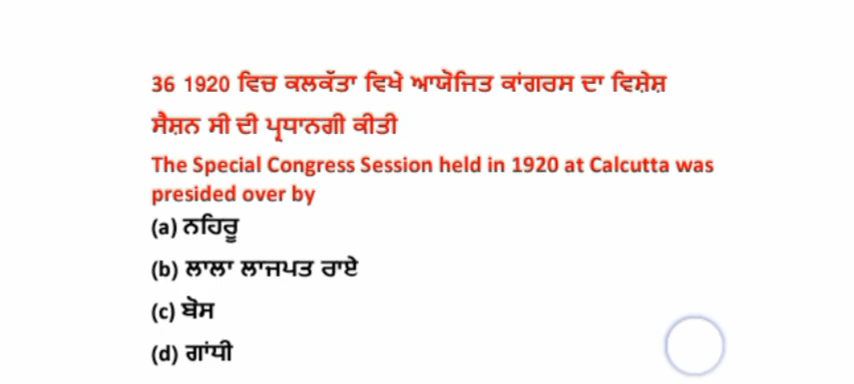 36 1920 ਵਿਚ ਕਲਕੱਤਾ ਵਿਖੇ ਆਯੋਜਿਤ ਕਾਂਗਰਸ ਦਾ ਵਿਸ਼ੇਸ਼
ਸੈਸ਼ਨ ਸੀ ਦੀ ਪ੍ਰਧਾਨਗੀ ਕੀਤੀ
The Special Congress Session held in 1920 at Calcutta was
presided over by
(a) ਨਹਿਰੂ
(b) ਲਾਲਾ ਲਾਜਪਤ ਰਾਏ
(c) ਬੋਸ
(d) ਗਾਂਧੀ